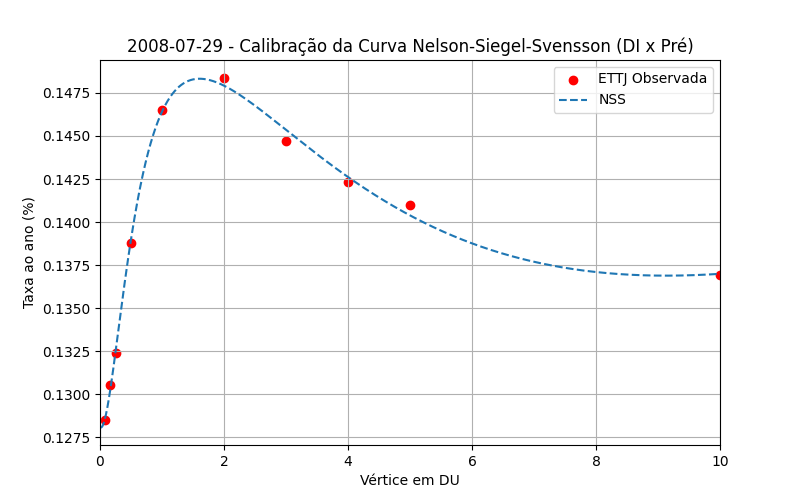 2008-07-29 - Calibração da Curva Nelson-Siegel-Svensson (DI x Pré)
ETTJ Observada
NSS
Taxa ao ano (%)
0.1475
0.1450
0.1425
0.1400
0.1375
0.1350
0.1325
0.1300
0.1275
0 2 4 6 8 10
Vértice em DU